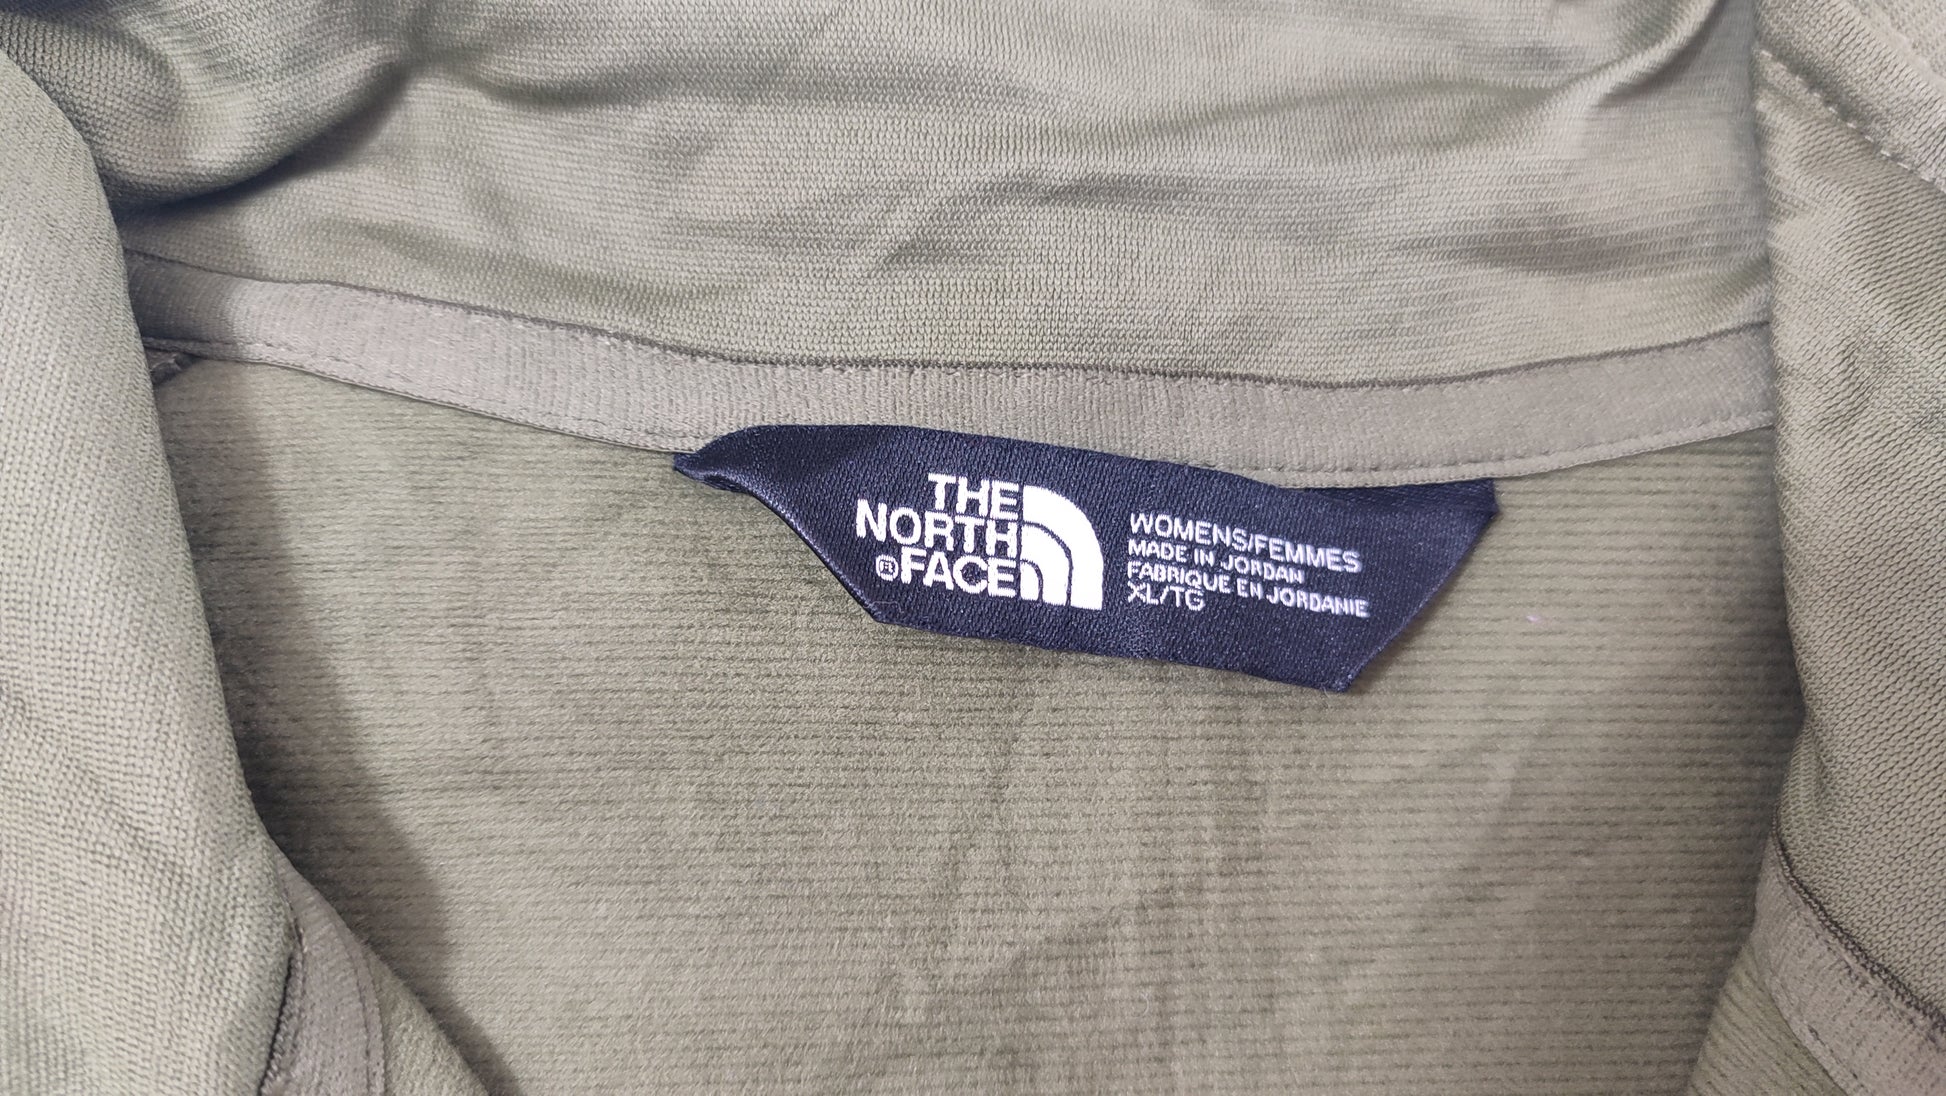 THE
NORTH
®FACE
WOMENS/FEMMES
MADE IN JORDAN
FABRIQUE EN JORDANIE
XL/TG